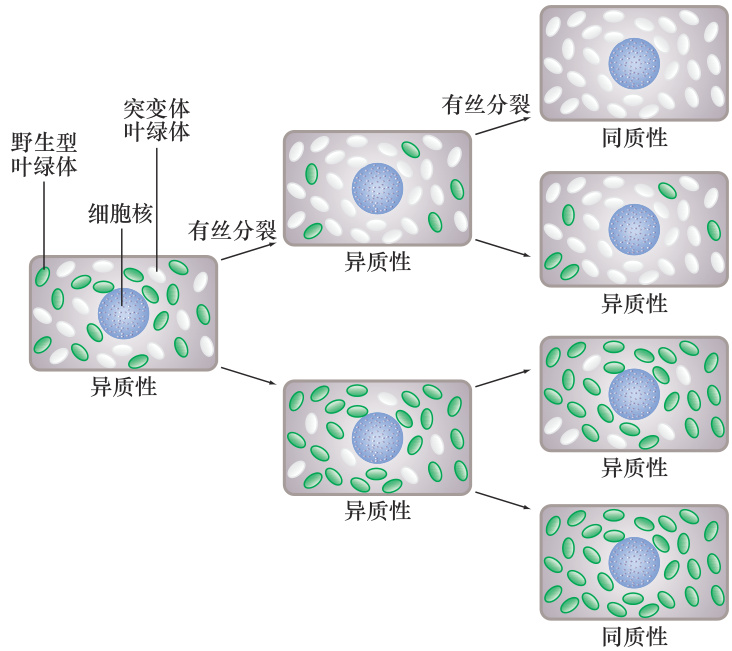 野生型
叶绿体
突变体
叶绿体
细胞核
异质性
有丝分裂
异质性
异质性
有丝分裂
同质性
异质性
异质性
同质性